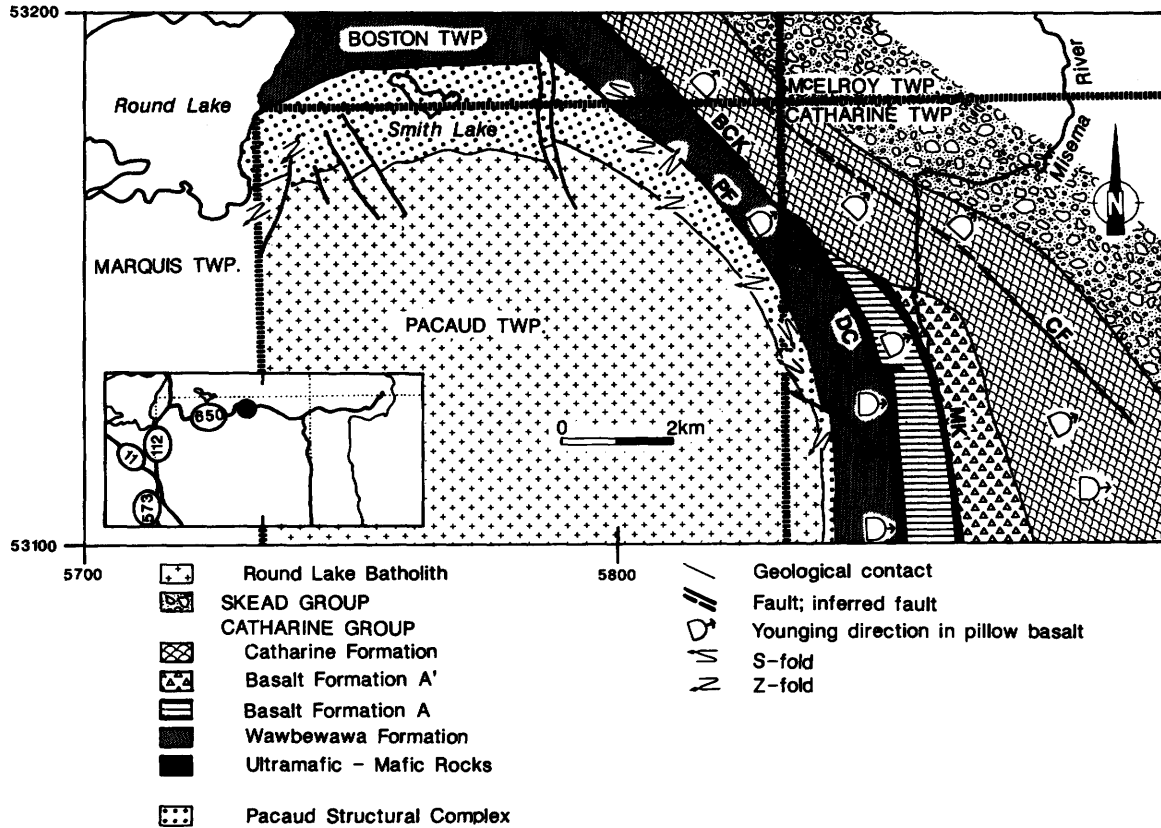 53200
BOSTON TWP
Round Lake
Smith Lake
MCELROY TWP.
CATHARINE TWP.
River
Misema
N
BCK
PF
MARQUIS TWP.
PACAUD TWP.
DC
CF
MK
650
112
11
573
0 2km
53100
5700
5800
Round Lake Batholith
SKEAD GROUP
CATHARINE GROUP
Catharine Formation
Basalt Formation A'
Basalt Formation A
Wawbewawa Formation
Ultramafic - Mafic Rocks
Pacaud Structural Complex
Geological contact
Fault; inferred fault
Younging direction in pillow basalt
S-fold
Z-fold